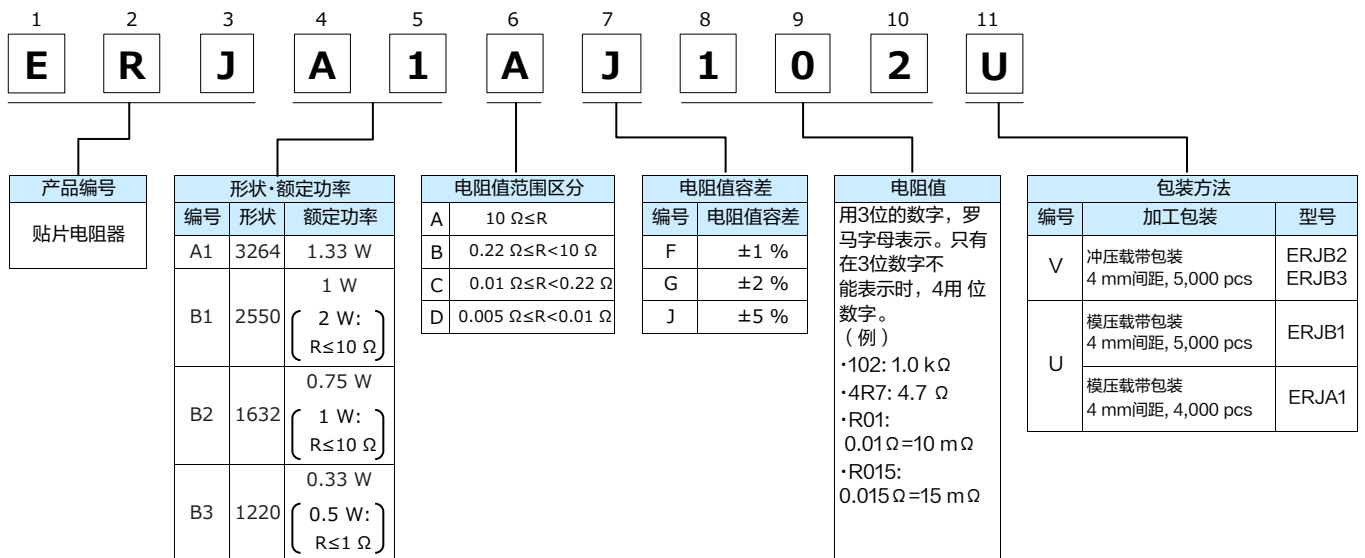 1 2 3 4 5 6 7 8 9 10 11
E R J A 1 A J 1 0 2 U
产品编号
贴片电阻器
形状·额定功率
编号 形状 额定功率
A1 3264 1.33 W
B1 2550 1 W
2 W:
R≤10 Ω
B2 1632 0.75 W
1 W:
R≤10 Ω
B3 1220 0.33 W
0.5 W:
R≤1 Ω
电阻值范围区分
A 10 Ω≤R
B 0.22 Ω≤R<10 Ω
C 0.01 Ω≤R<0.22 Ω
D 0.005 Ω≤R<0.01 Ω
电阻值容差
编号 电阻值容差
F ±1 %
G ±2 %
J ±5 %
电阻值
用3位的数字，罗
马字母表示。只有
在3位数字不
能表示时，4用 位
数字。
（例）
·102: 1.0 kΩ
·4R7: 4.7 Ω
·R01:
0.01Ω=10 mΩ
·R015:
0.015Ω=15 mΩ
包装方法
编号 加工包装 型号
V 冲压载带包装
4 mm间距, 5,000 pcs
ERJB2
ERJB3
U 模压载带包装
4 mm间距, 5,000 pcs
ERJB1
模压载带包装
4 mm间距, 4,000 pcs
ERJA1